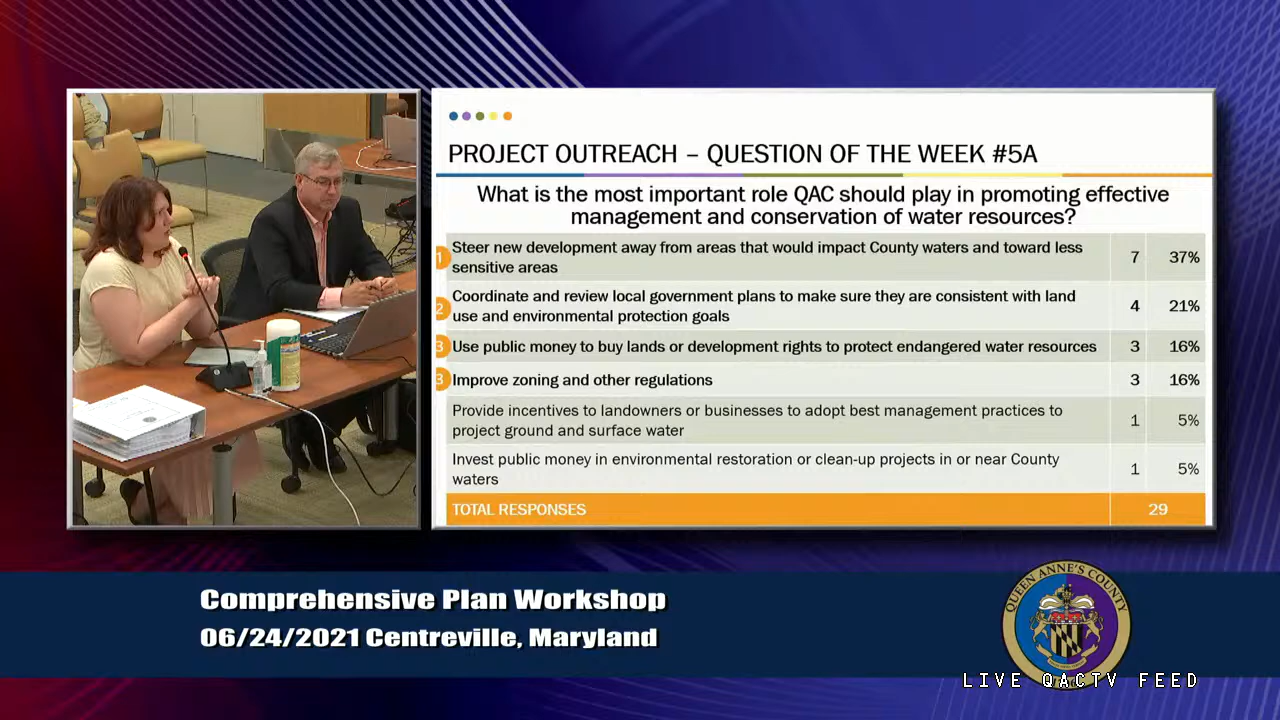 PROJECT OUTREACH – QUESTION OF THE WEEK #5A
What is the most important role QAC should play in promoting effective
management and conservation of water resources?
1 Steer new development away from areas that would impact County waters and toward less
sensitive areas 7 37%
2 Coordinate and review local government plans to make sure they are consistent with land
use and environmental protection goals 4 21%
3 Use public money to buy lands or development rights to protect endangered water resources 3 16%
3 Improve zoning and other regulations 3 16%
Provide incentives to landowners or businesses to adopt best management practices to
project ground and surface water 1 5%
Invest public money in environmental restoration or clean-up projects in or near County
waters 1 5%
TOTAL RESPONSES 29
Comprehensive Plan Workshop
06/24/2021 Centreville, Maryland
QUEEN ANNE'S COUNTY
LIVE QACTV FEED